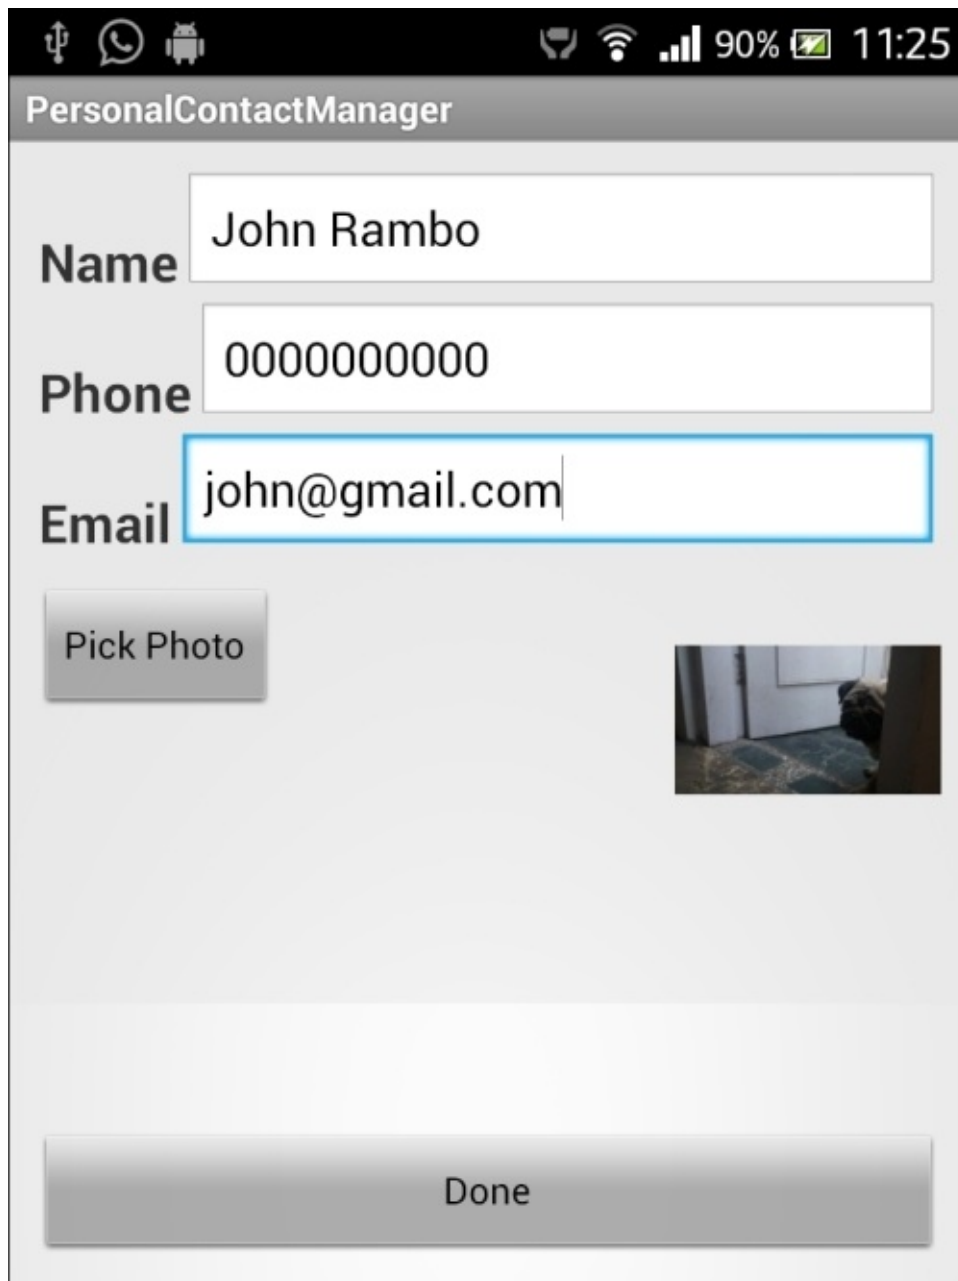 90% 11:25
PersonalContactManager
Name John Rambo
Phone 0000000000
Email john@gmail.com
Pick Photo
Done